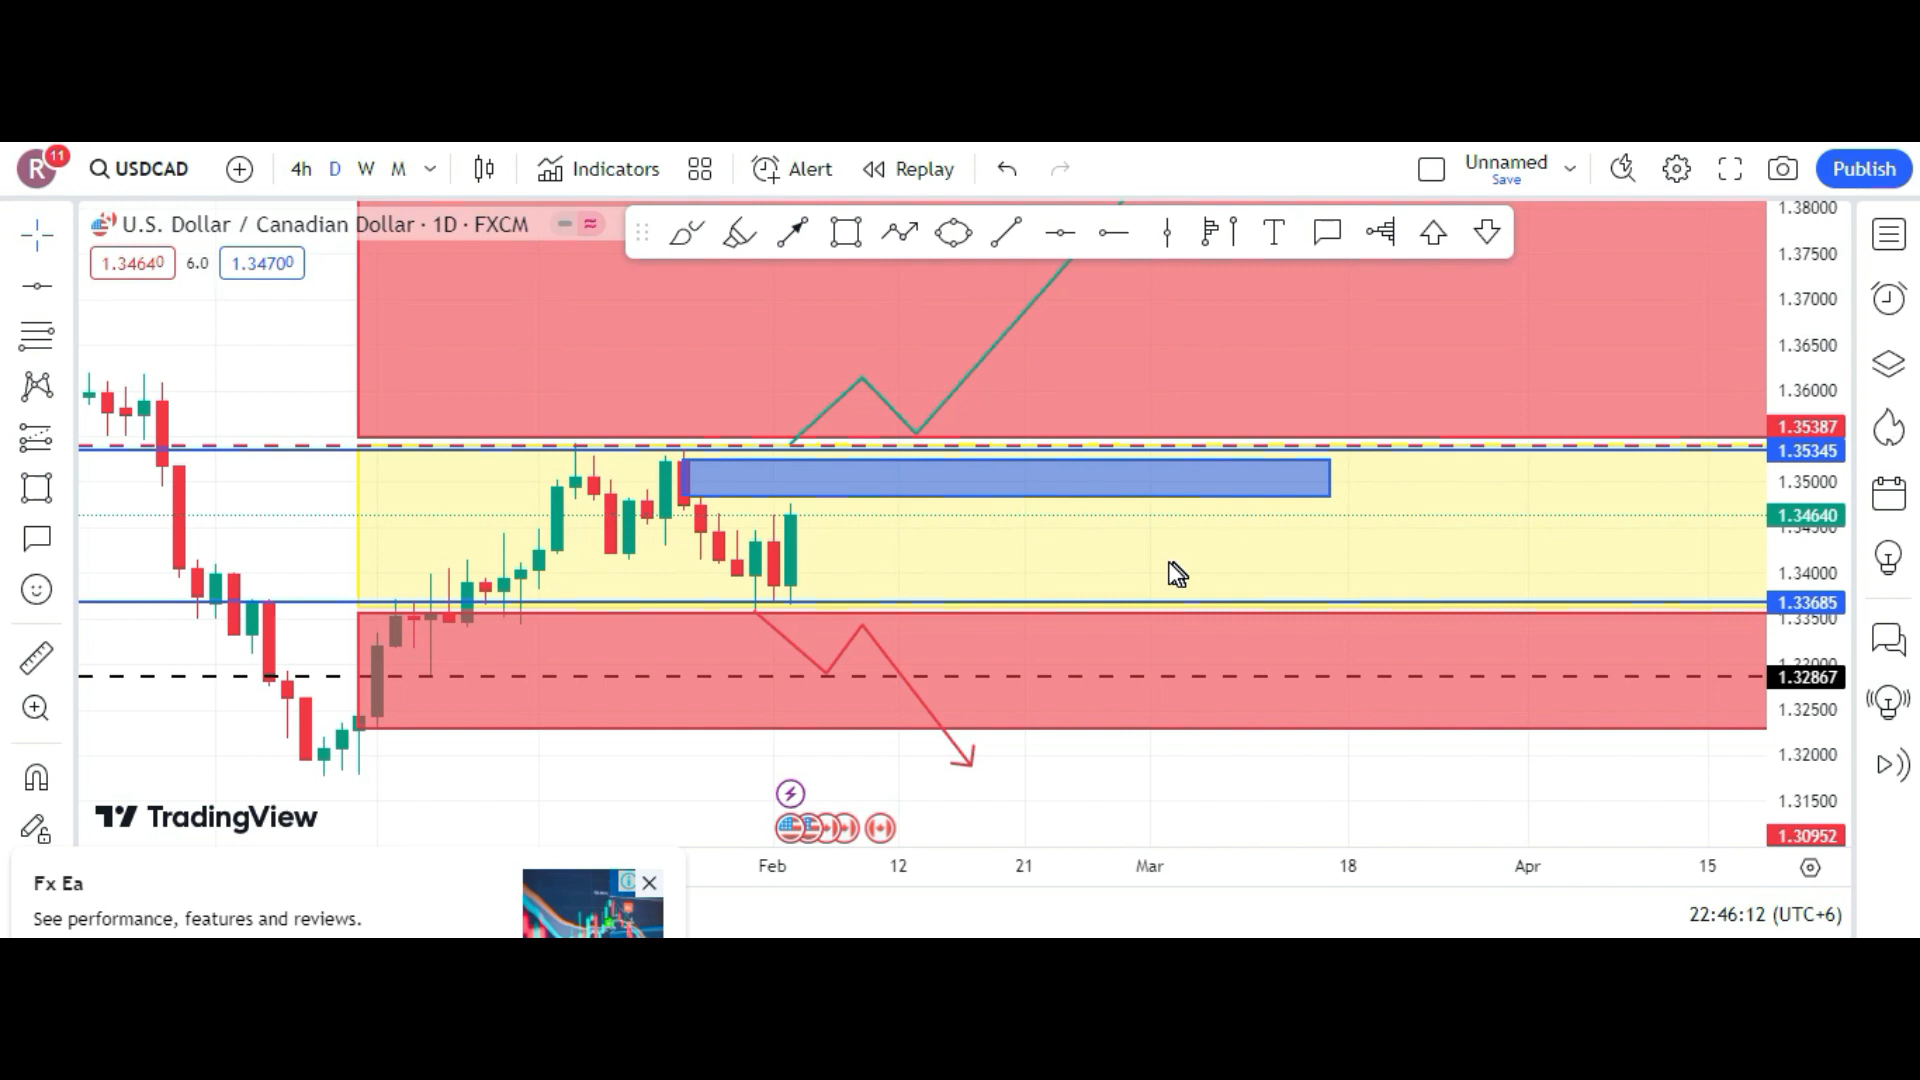 R 11 USDCAD 4h D W M Indicators Alert Replay Unnamed Save Publish
U.S. Dollar / Canadian Dollar · 1D · FXCM
1.34640 6.0 1.34700
T
1.38000
1.37500
1.37000
1.36500
1.36000
1.35387
1.35345
1.35000
1.34640
1.34000
1.33685
1.33500
1.32867
1.32500
1.32000
1.31500
1.30952
TradingView
Feb 12 21 Mar 18 Apr 15
Fx Ea
See performance, features and reviews.
22:46:12 (UTC+6)